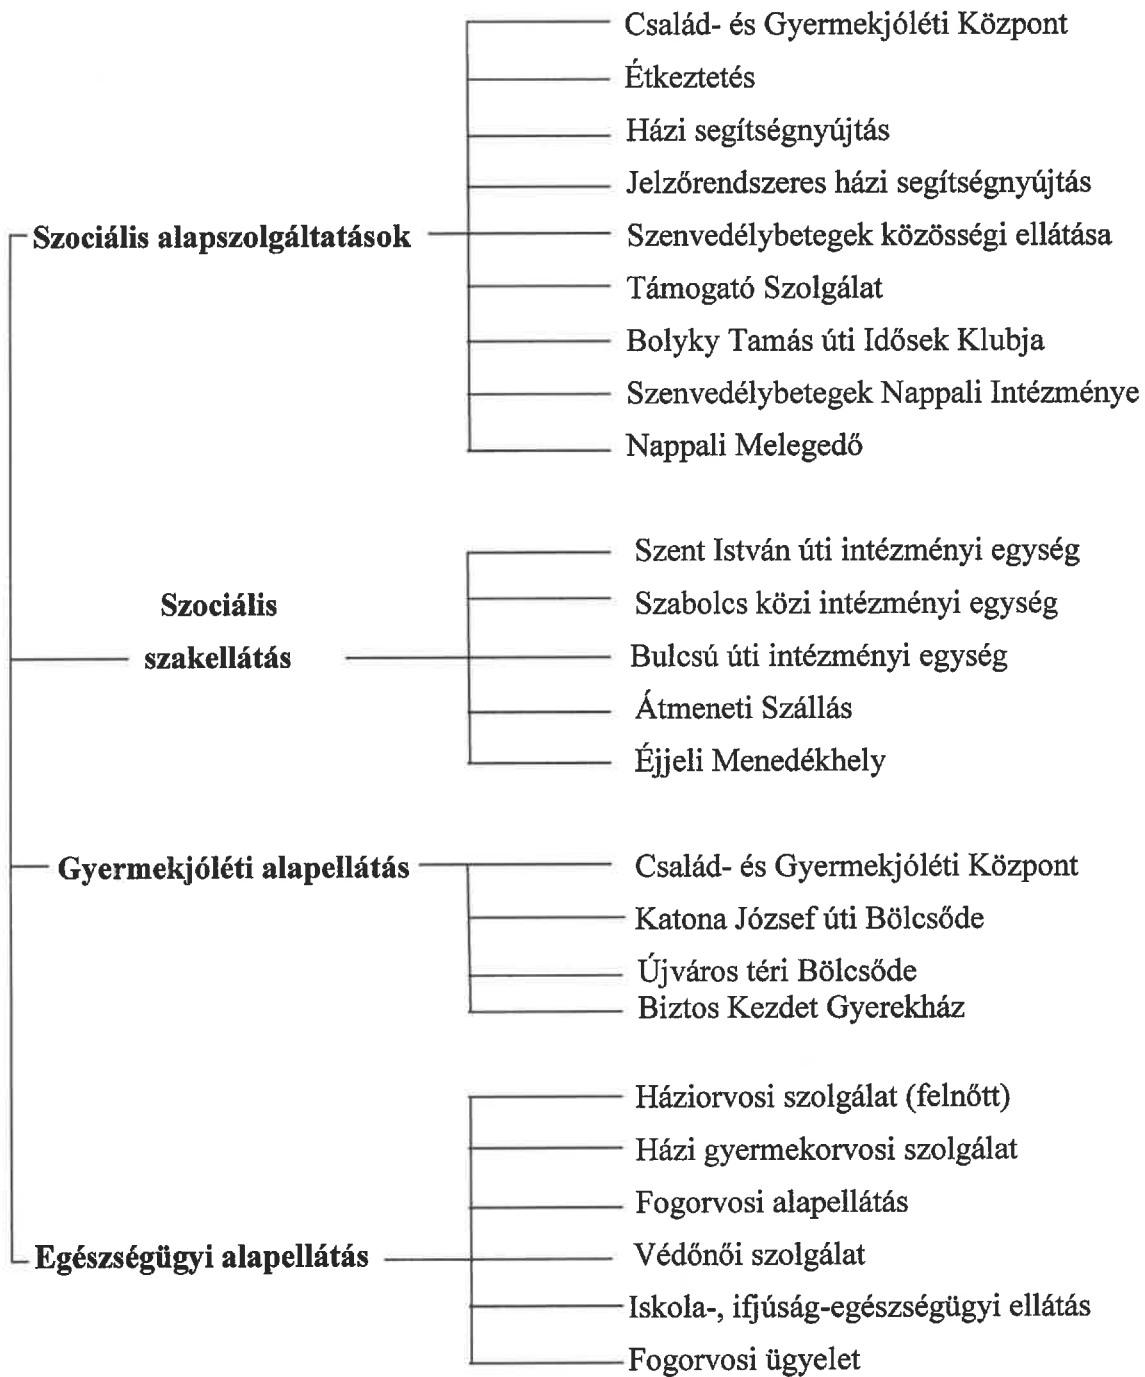 Szociális alapszolgáltatások
Család- és Gyermekjóléti Központ
Étkeztetés
Házi segítségnyújtás
Jelzőrendszeres házi segítségnyújtás
Szenvedélybetegek közösségi ellátása
Támogató Szolgálat
Bolyky Tamás úti Idősek Klubja
Szenvedélybetegek Nappali Intézménye
Nappali Melegedő
Szociális
szakellátás
Szent István úti intézményi egység
Szabolcs közi intézményi egység
Bulcsú úti intézményi egység
Átmeneti Szállás
Éjjeli Menedékhely
Gyermekjóléti alapellátás
Család- és Gyermekjóléti Központ
Katona József úti Bölcsőde
Újváros téri Bölcsőde
Biztos Kezdet Gyerekház
Egészségügyi alapellátás
Háziorvosi szolgálat (felnőtt)
Házi gyermekorvosi szolgálat
Fogorvosi alapellátás
Védőnői szolgálat
Iskola-, ifjúság-egészségügyi ellátás
Fogorvosi ügyelet